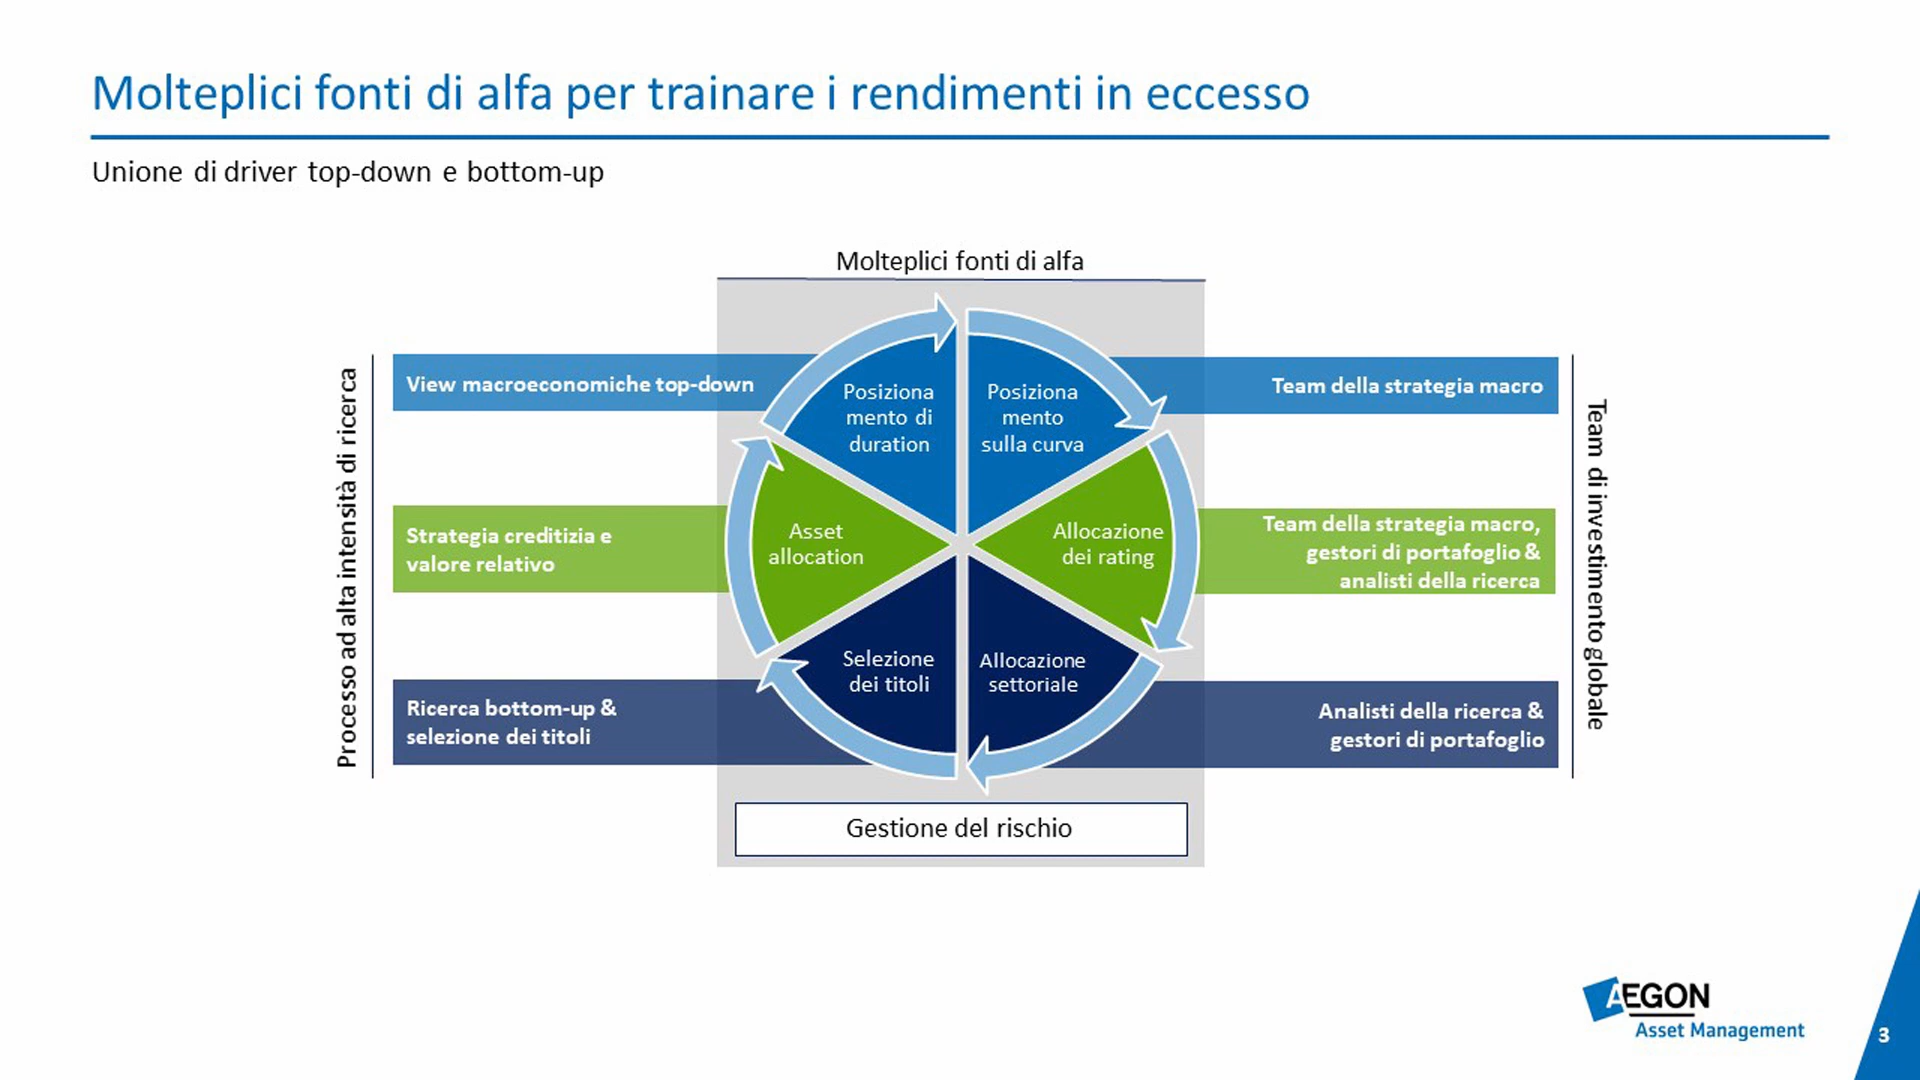 Molteplici fonti di alfa per trainare i rendimenti in eccesso
Unione di driver top-down e bottom-up
Molteplici fonti di alfa
Processo ad alta intensità di ricerca
View macroeconomiche top-down
Strategia creditizia e
valore relativo
Ricerca bottom-up &
selezione dei titoli
Posiziona
mento di
duration
Posiziona
mento
sulla curva
Asset
allocation
Allocazione
dei rating
Selezione
dei titoli
Allocazione
settoriale
Team della strategia macro
Team della strategia macro,
gestori di portafoglio &
analisti della ricerca
Analisti della ricerca &
gestori di portafoglio
Team di investimento globale
Gestione del rischio
AEGON
Asset Management
3